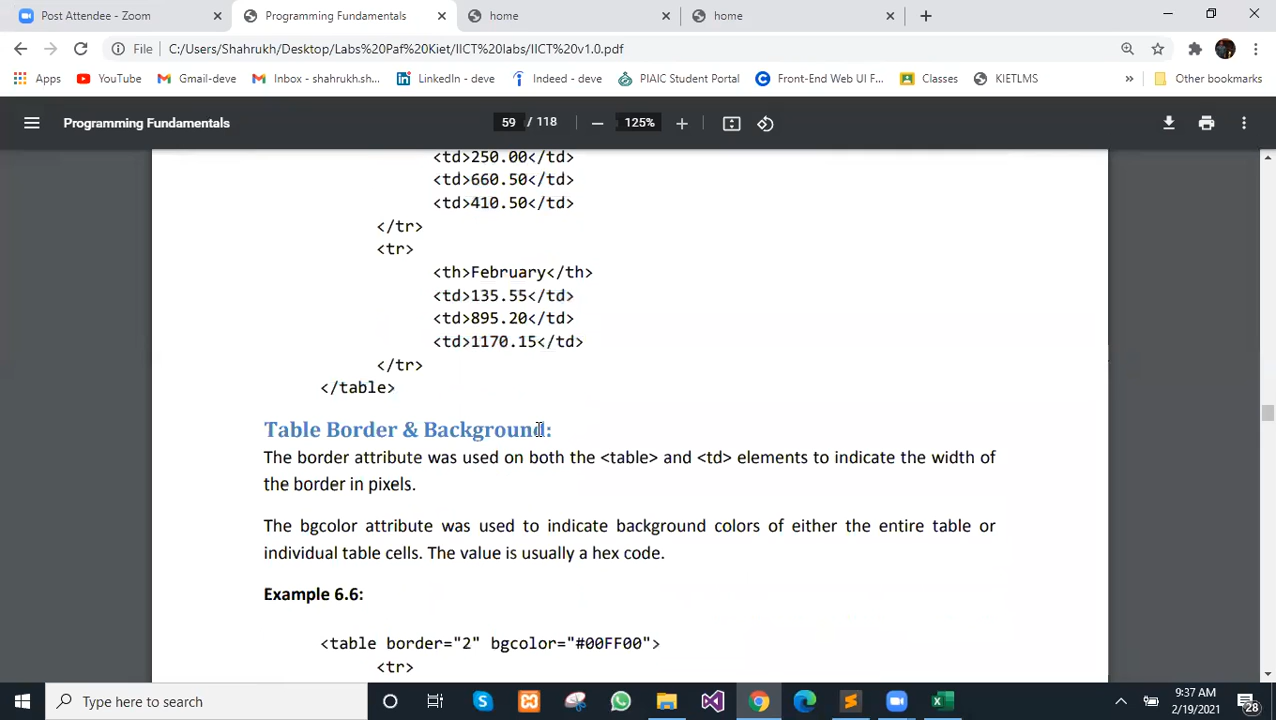 Post Attendee - Zoom
Programming Fundamentals
home
home
File
C:/Users/Shahrukh/Desktop/Labs%20Paf%20Kiet/IICT%20labs/IICT%20v1.0.pdf
Apps
YouTube
Gmail-deve
Inbox - shahrukh.sh...
LinkedIn - deve
Indeed - deve
PIAIC Student Portal
Front-End Web UI F...
Classes
KIETLMS
»
Other bookmarks
Programming Fundamentals
59 / 118
125%
<td>250.00</td>
<td>660.50</td>
<td>410.50</td>
</tr>
<tr>
<th>February</th>
<td>135.55</td>
<td>895.20</td>
<td>1170.15</td>
</tr>
</table>
Table Border & Background:
The border attribute was used on both the <table> and <td> elements to indicate the width of
the border in pixels.
The bgcolor attribute was used to indicate background colors of either the entire table or
individual table cells. The value is usually a hex code.
Example 6.6:
<table border="2" bgcolor="#00FF00">
<tr>
Type here to search
9:37 AM
2/19/2021
28